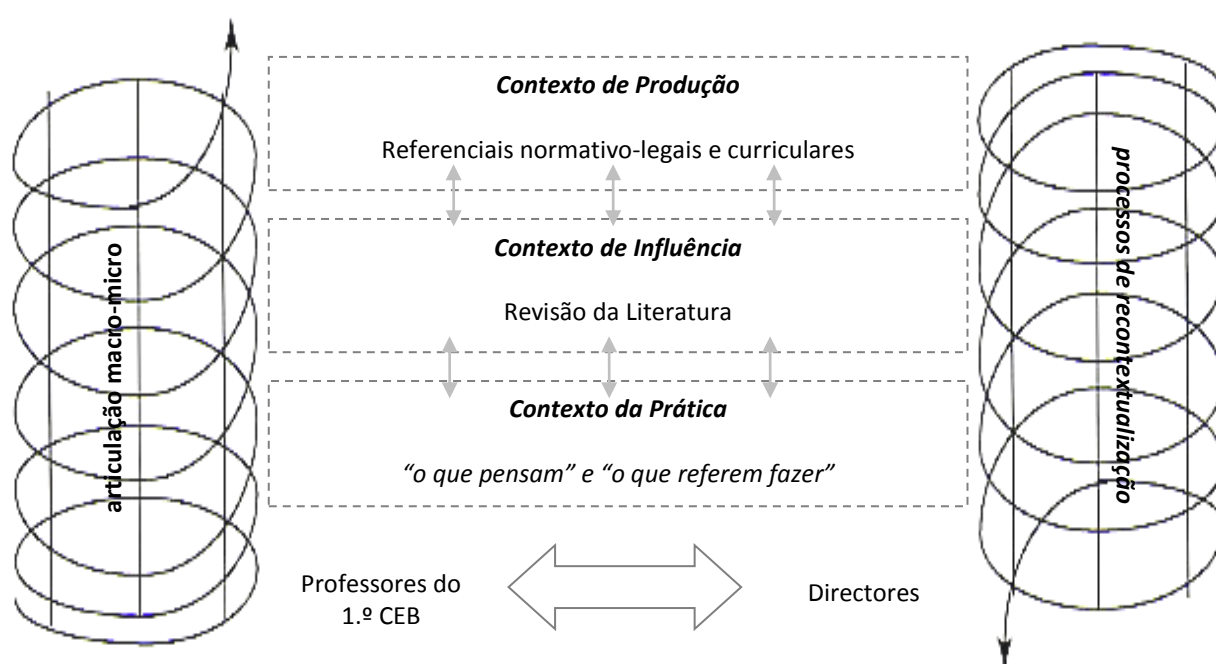 Contexto de Produção
Referenciais normativo-legais e curriculares
Contexto de Influência
Revisão da Literatura
Contexto da Prática
“o que pensam” e “o que referem fazer”
articulação macro-micro
processos de recontextualização
Professores do
1.º CEB
Directores